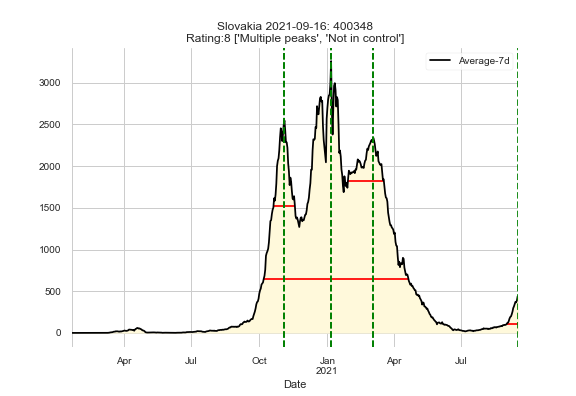 Slovakia 2021-09-16: 400348
Rating:8 ['Multiple peaks', 'Not in control']
Average-7d
3000
2500
2000
1500
1000
500
0
Apr Jul Oct Jan Apr Jul
2021
Date